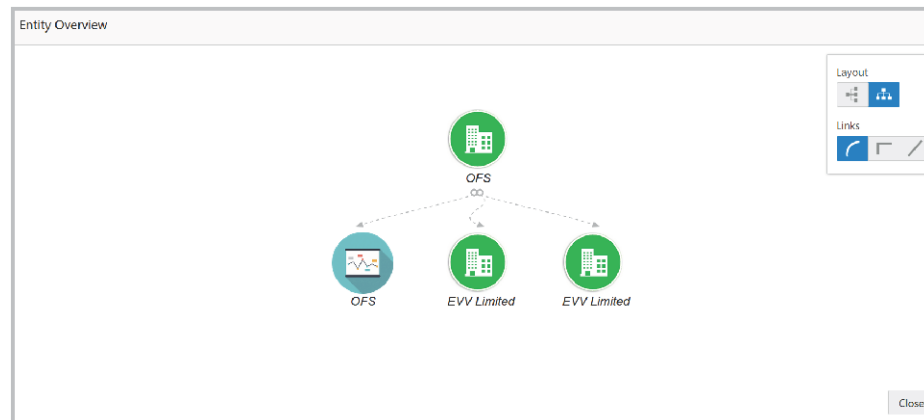 Entity Overview
Layout
Links
OFS
OFS
EVV Limited
EVV Limited
Close